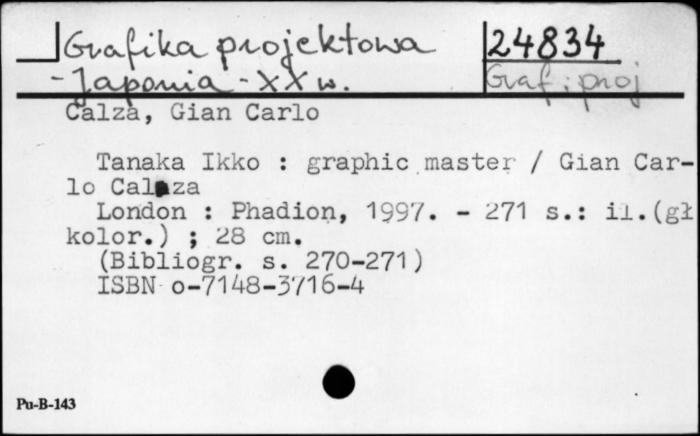 Grafika projektowa
- Japonia - XX w.
24834
Graf. proj
Calza, Gian Carlo
Tanaka Ikko : graphic master / Gian Car-
lo Calza
London : Phadion, 1997. - 271 s.: il.(gł
kolor.) ; 28 cm.
(Bibliogr. s. 270-271)
ISBN o-7148-3716-4
Pu-B-143